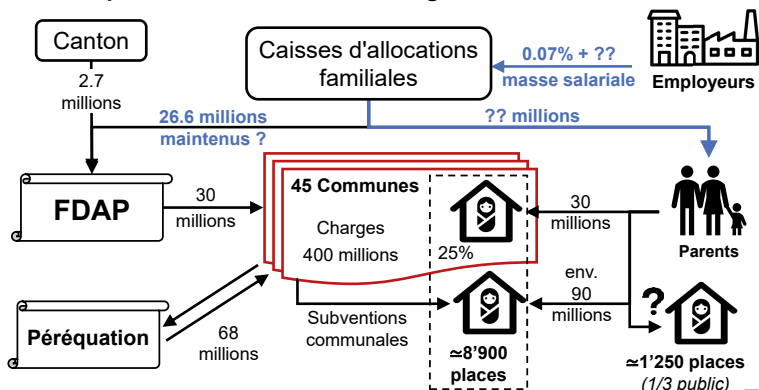 Canton
2.7
millions
Caisses d'allocations
familiales
0.07% + ??
masse salariale
Employeurs
26.6 millions
maintenus ?
?? millions
FDAP
30
millions
45 Communes
Charges
400 millions
25%
30
millions
Parents
env.
90
millions
?
Péréquation
68
millions
Subventions
communales
≃8'900
places
≃1'250 places
(1/3 public)